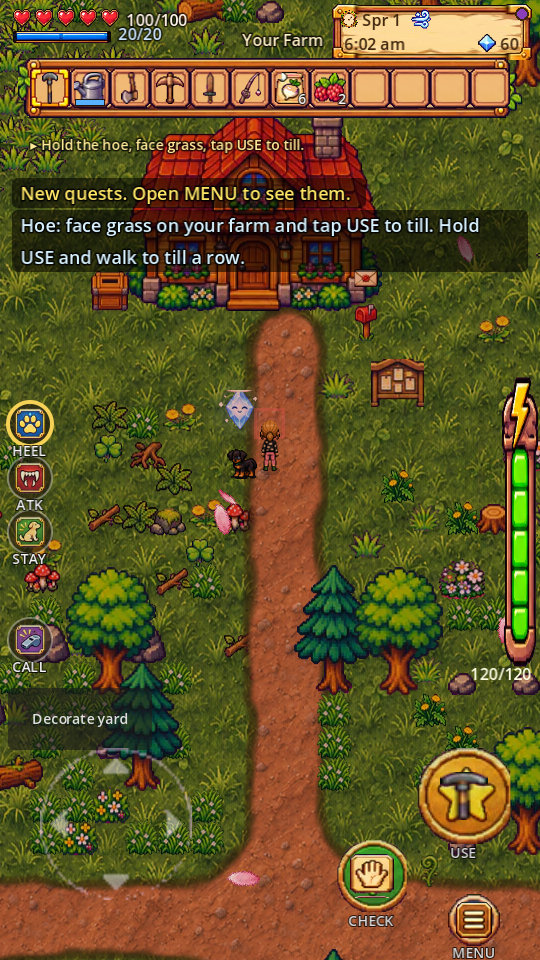 100/100
20/20
Your Farm
Spr 1
6:02 am
60
6
2
▸ Hold the hoe, face grass, tap USE to till.
New quests. Open MENU to see them.
Hoe: face grass on your farm and tap USE to till. Hold
USE and walk to till a row.
HEEL
ATK
STAY
CALL
120/120
Decorate yard
USE
CHECK
MENU